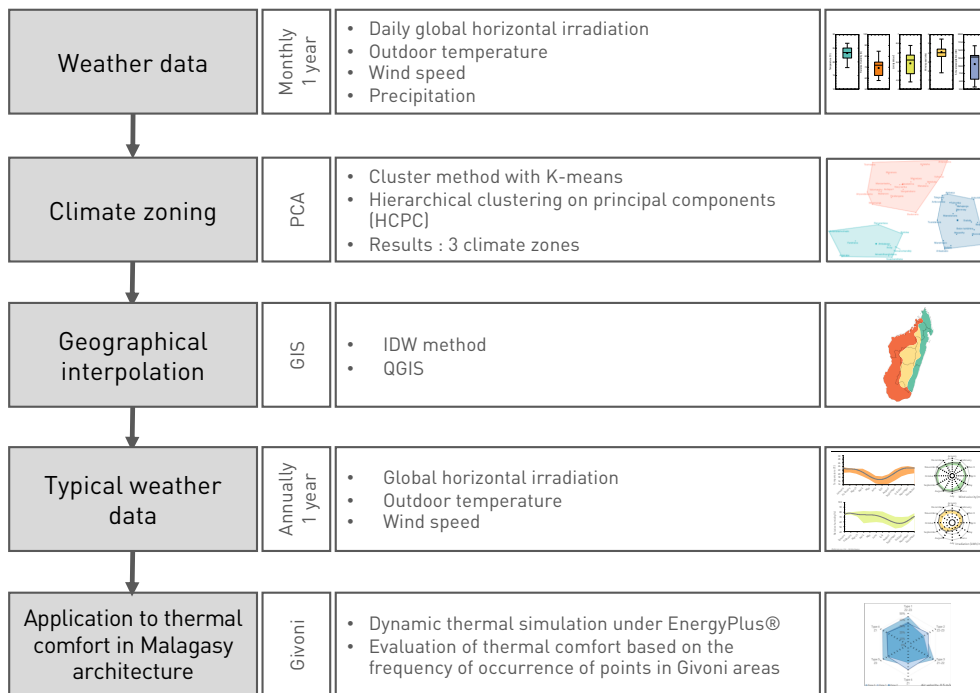 Weather data
Monthly
1 year
• Daily global horizontal irradiation
• Outdoor temperature
• Wind speed
• Precipitation
Climate zoning
PCA
• Cluster method with K-means
• Hierarchical clustering on principal components
(HCPC)
• Results : 3 climate zones
Geographical
interpolation
GIS
• IDW method
• QGIS
Typical weather
data
Annually
1 year
• Global horizontal irradiation
• Outdoor temperature
• Wind speed
Application to thermal
comfort in Malagasy
architecture
Givoni
• Dynamic thermal simulation under EnergyPlus®
• Evaluation of thermal comfort based on the
frequency of occurrence of points in Givoni areas